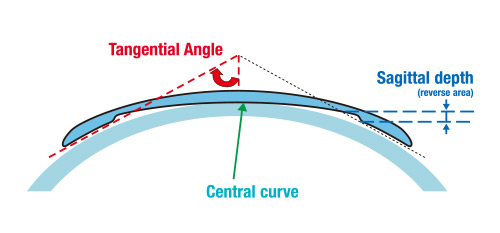 Tangential Angle
Sagittal depth
(reverse area)
Central curve